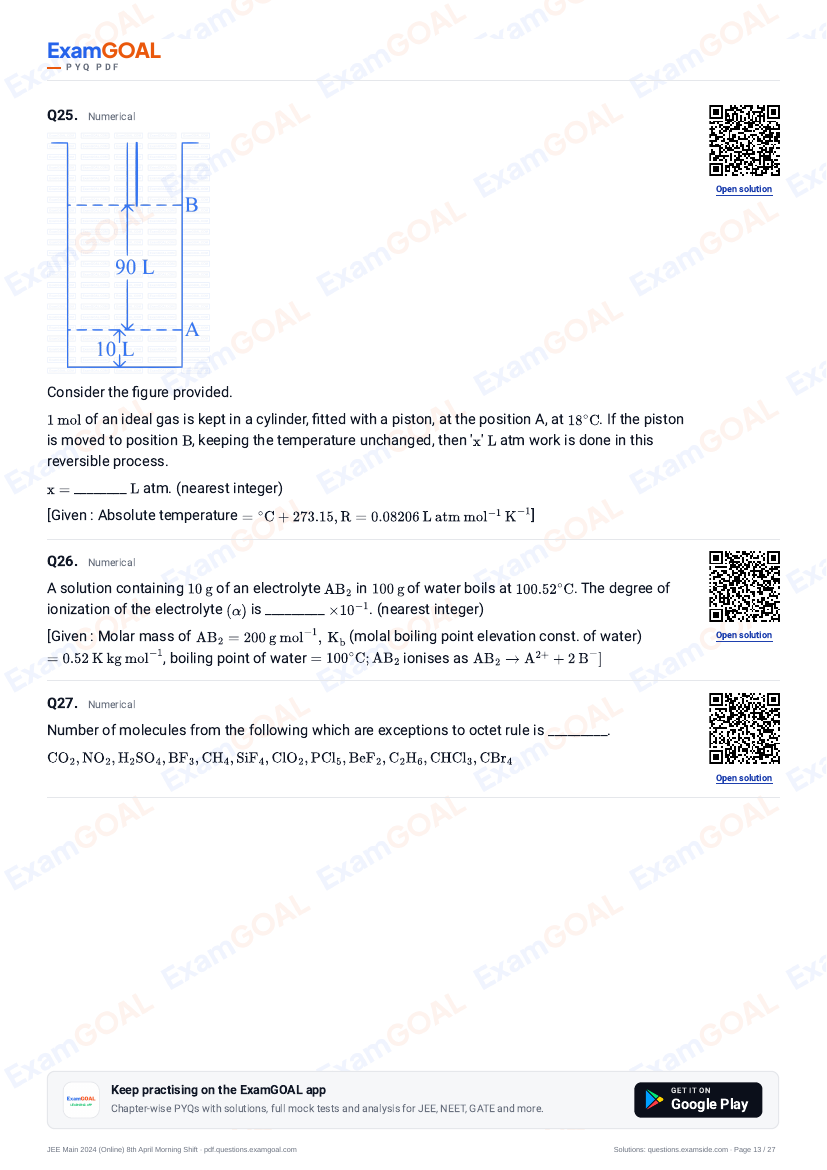 ExamGOAL
PYQ PDF
Q25. Numerical
B
90 L
A
10 L
Open solution
Consider the figure provided.
1 mol of an ideal gas is kept in a cylinder, fitted with a piston, at the position A, at 18°C. If the piston
is moved to position B, keeping the temperature unchanged, then 'x' L atm work is done in this
reversible process.
x = ________ L atm. (nearest integer)
[Given : Absolute temperature = °C + 273.15, R = 0.08206 L atm mol⁻¹ K⁻¹]
Q26. Numerical
Open solution
A solution containing 10 g of an electrolyte AB₂ in 100 g of water boils at 100.52°C. The degree of
ionization of the electrolyte (α) is _________ ×10⁻¹. (nearest integer)
[Given : Molar mass of AB₂ = 200 g mol⁻¹, K_b (molal boiling point elevation const. of water)
= 0.52 K kg mol⁻¹, boiling point of water = 100°C; AB₂ ionises as AB₂ → A²⁺ + 2 B⁻]
Q27. Numerical
Open solution
Number of molecules from the following which are exceptions to octet rule is _________.
CO₂, NO₂, H₂SO₄, BF₃, CH₄, SiF₄, ClO₂, PCl₅, BeF₂, C₂H₆, CHCl₃, CBr₄
Keep practising on the ExamGOAL app
Chapter-wise PYQs with solutions, full mock tests and analysis for JEE, NEET, GATE and more.
GET IT ON
Google Play
JEE Main 2024 (Online) 8th April Morning Shift · pdf.questions.examgoal.com
Solutions: questions.examside.com · Page 13 / 27